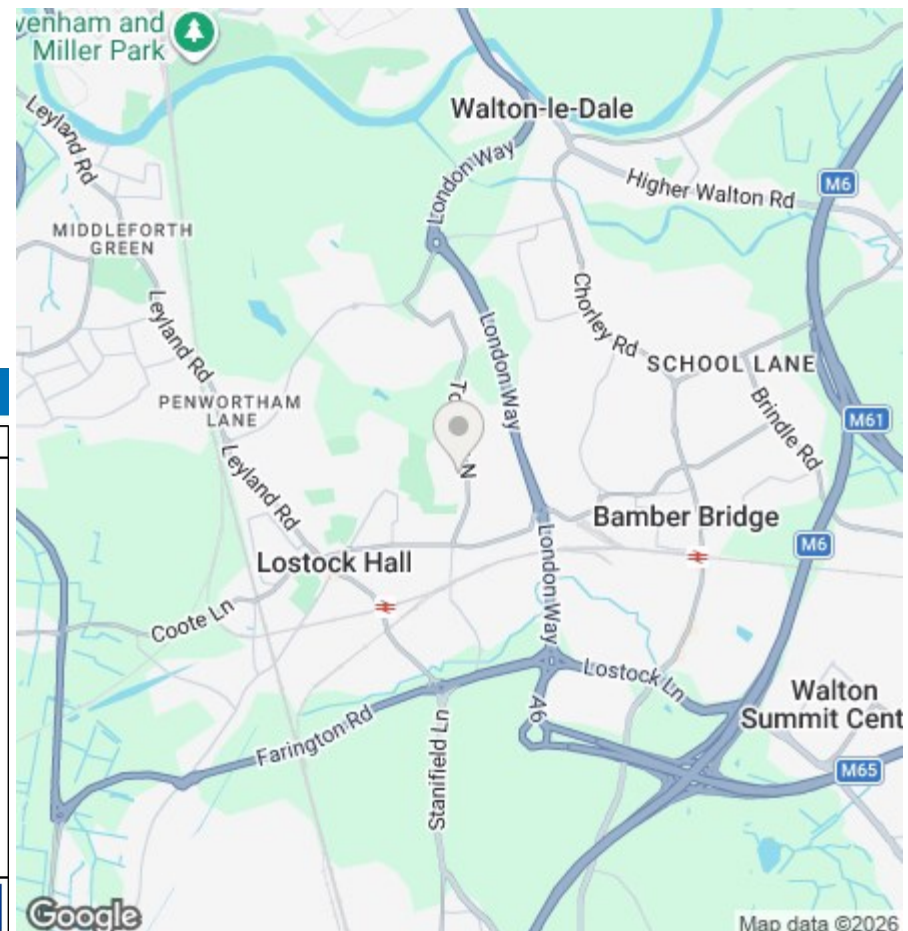 venham and
Miller Park
Leyland Rd
Walton-le-Dale
London Way
Higher Walton Rd
M6
MIDDLEFORTH
GREEN
Leyland Rd
London Way
Chorley Rd
SCHOOL LANE
PENWORTHAM
LANE
To
N
Brindle Rd
M61
Leyland Rd
Bamber Bridge
M6
Lostock Hall
London Way
Coote Ln
Lostock Ln
Walton
Summit Cent
A6
Farington Rd
Stanifield Ln
M65
Google
Map data ©2026